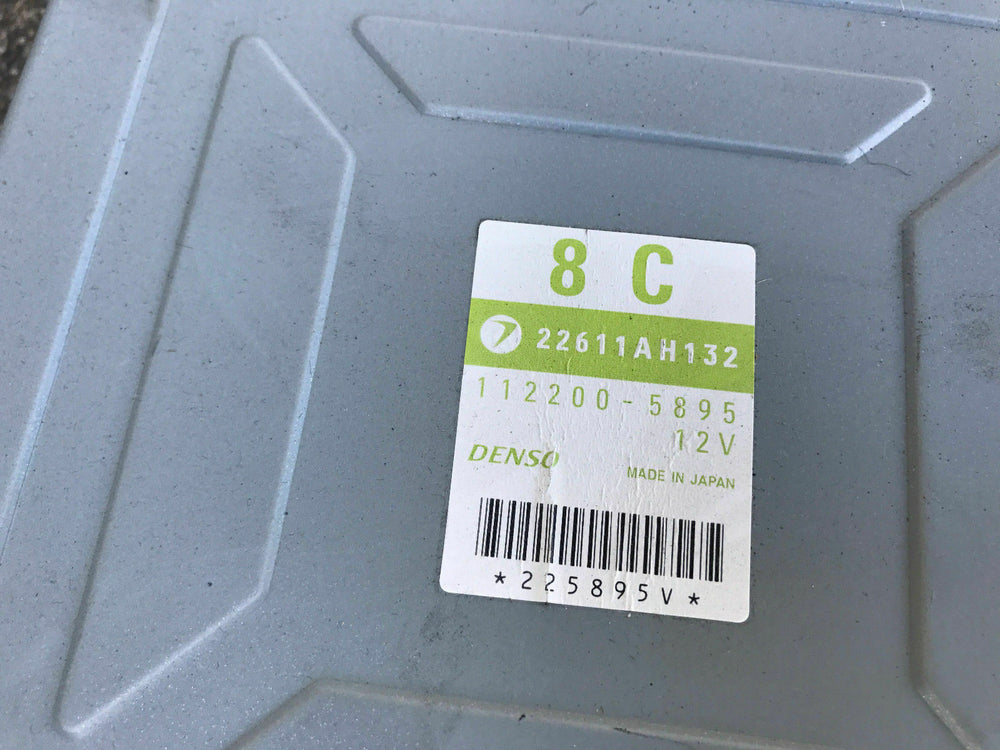 8 C
22611AH132
112200-5895
12V
DENSO
MADE IN JAPAN
*225895V*